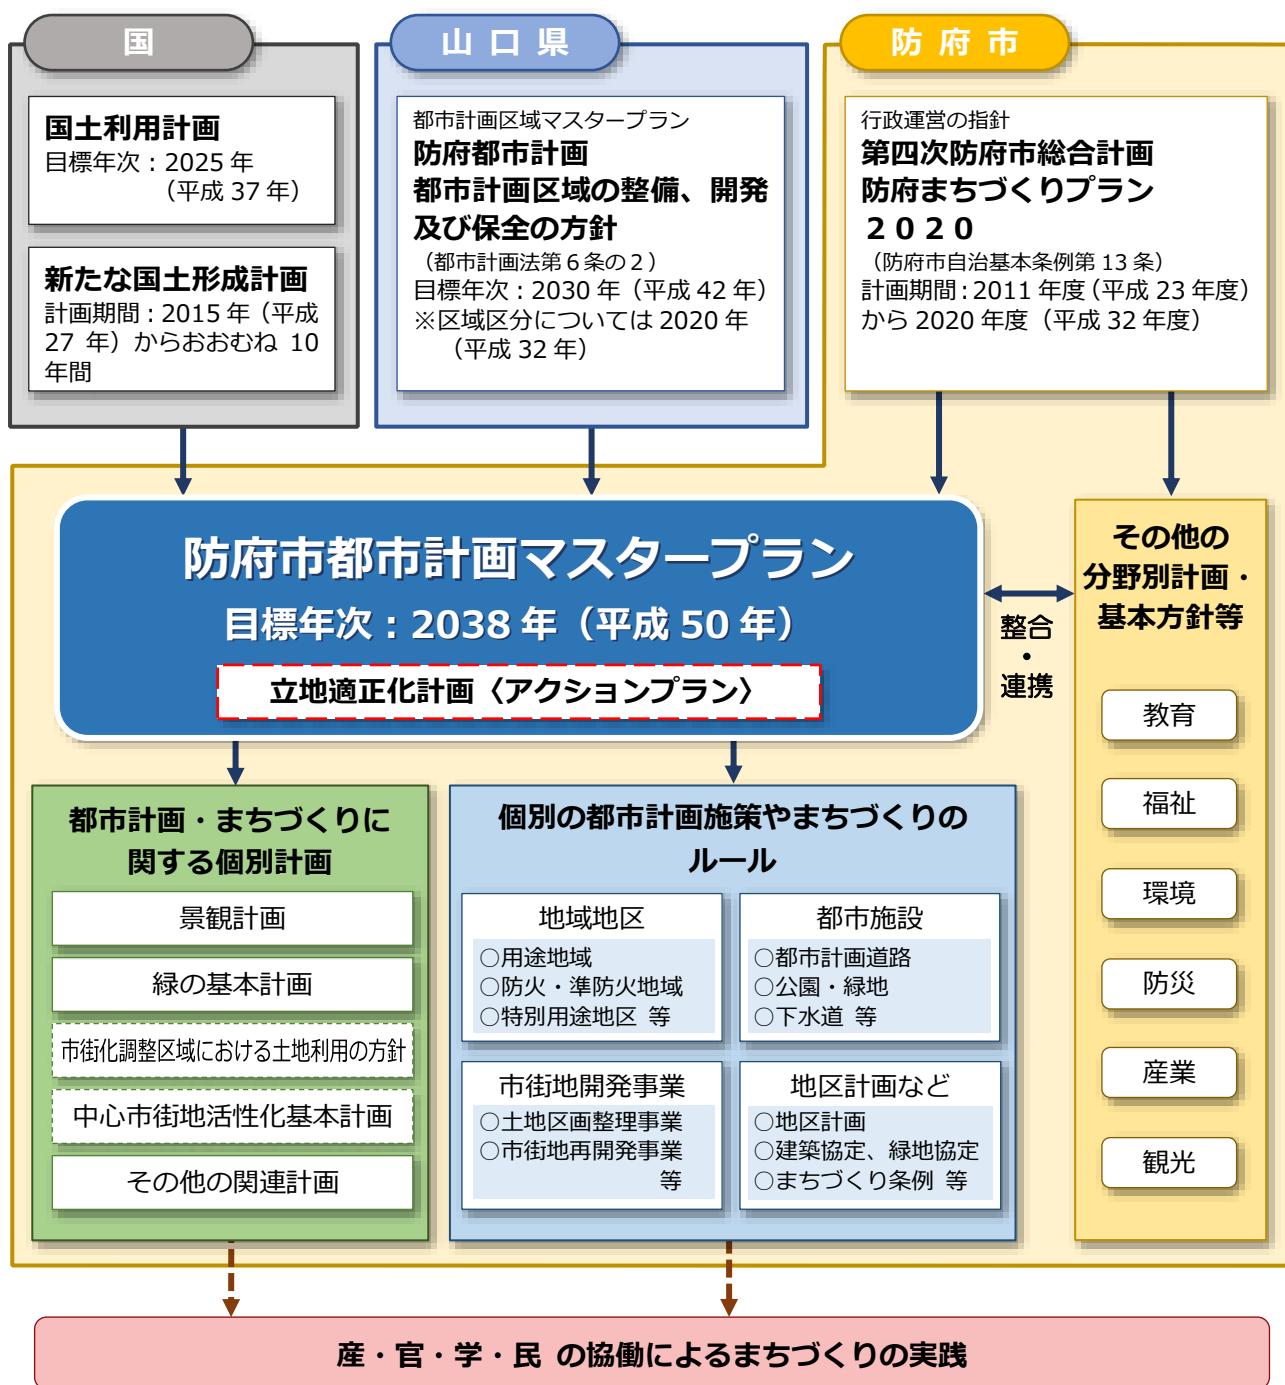 国
国土利用計画
目標年次：2025 年
（平成 37 年）
新たな国土形成計画
計画期間：2015 年（平成
27 年）からおおむね 10
年間
山 口 県
都市計画区域マスタープラン
防府都市計画
都市計画区域の整備、開発
及び保全の方針
（都市計画法第６条の２）
目標年次：2030 年（平成 42 年）
※区域区分については 2020 年
（平成 32 年）
防 府 市
行政運営の指針
第四次防府市総合計画
防府まちづくりプラン
２０２０
（防府市自治基本条例第 13 条）
計画期間：2011 年度（平成 23 年度）
から 2020 年度（平成 32 年度）
防府市都市計画マスタープラン
目標年次：2038 年（平成 50 年）
立地適正化計画〈アクションプラン〉
整合
・
連携
その他の
分野別計画・
基本方針等
教育
福祉
環境
防災
産業
観光
都市計画・まちづくりに
関する個別計画
景観計画
緑の基本計画
市街化調整区域における土地利用の方針
中心市街地活性化基本計画
その他の関連計画
個別の都市計画施策やまちづくりの
ルール
地域地区
○用途地域
○防火・準防火地域
○特別用途地区 等
都市施設
○都市計画道路
○公園・緑地
○下水道 等
市街地開発事業
○土地区画整理事業
○市街地再開発事業
等
地区計画など
○地区計画
○建築協定、緑地協定
○まちづくり条例 等
産・官・学・民 の協働によるまちづくりの実践